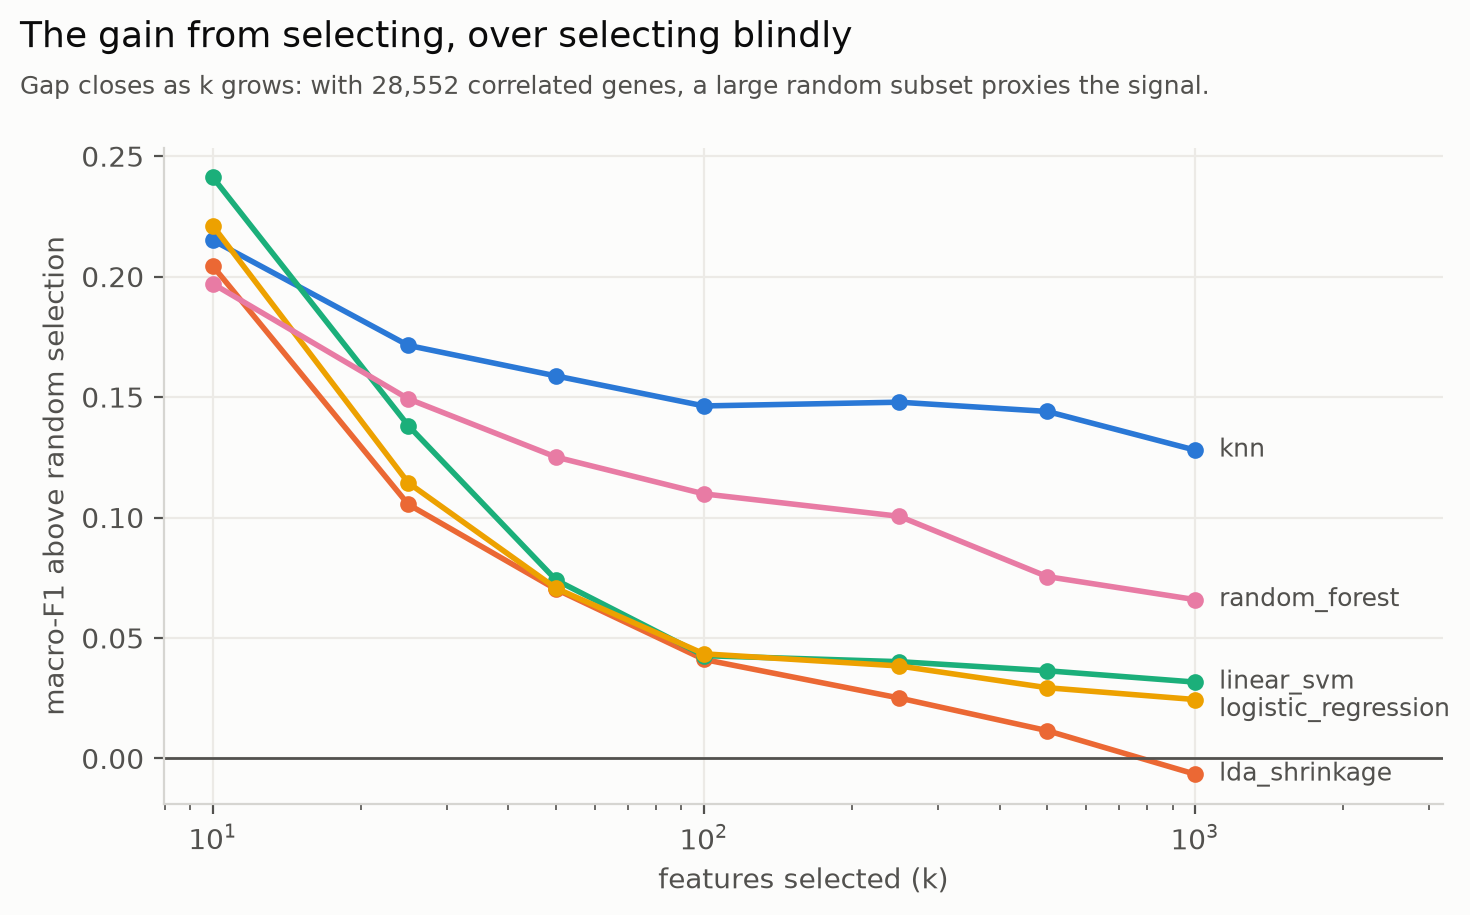 The gain from selecting, over selecting blindly
Gap closes as k grows: with 28,552 correlated genes, a large random subset proxies the signal.
macro-F1 above random selection
0.25
0.20
0.15
0.10
0.05
0.00
knn
random_forest
linear_svm
logistic_regression
lda_shrinkage
10¹
10²
10³
features selected (k)